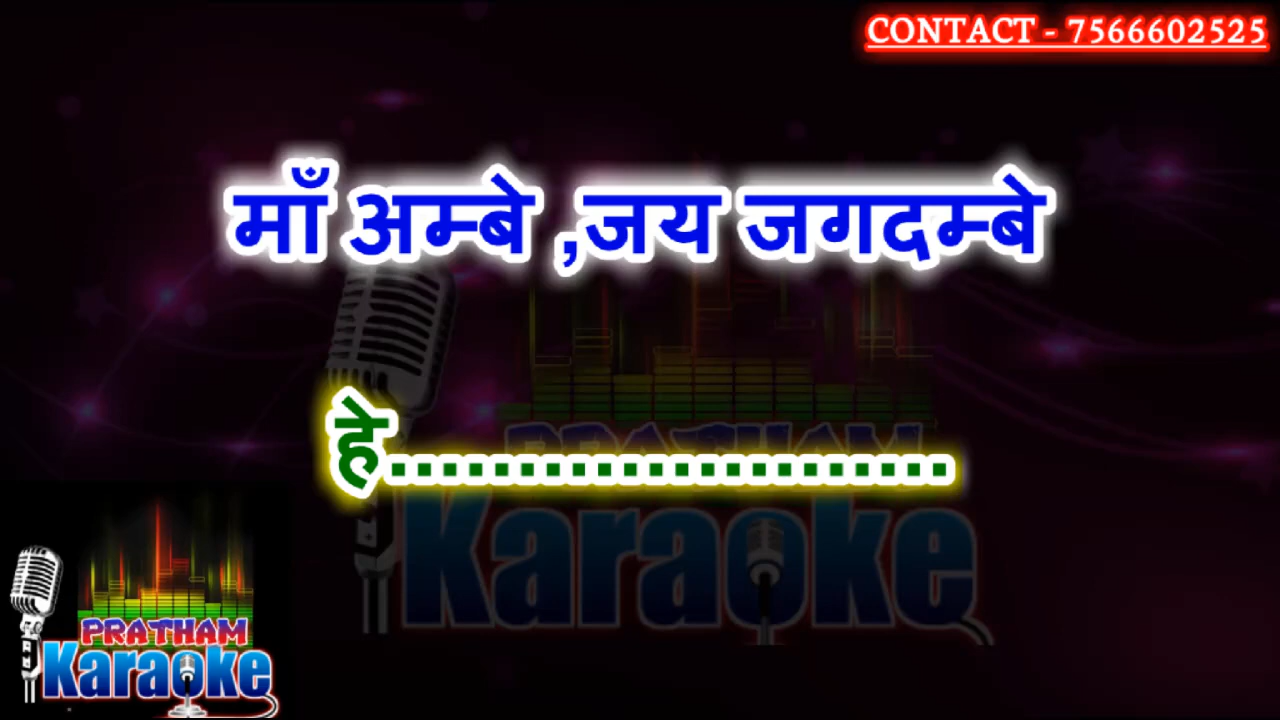 CONTACT - 7566602525
माँ अम्बे ,जय जगदम्बे
हे......................
PRATHAM
Karaoke
PRATHAM
Karaoke